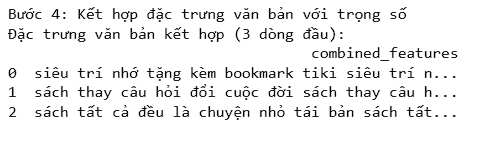 Bước 4: Kết hợp đặc trưng văn bản với trọng số
Đặc trưng văn bản kết hợp (3 dòng đầu):
combined_features
0  siêu trí nhớ tặng kèm bookmark tiki siêu trí n...
1  sách thay câu hỏi đổi cuộc đời sách thay câu h...
2  sách tất cả đều là chuyện nhỏ tái bản sách tất...